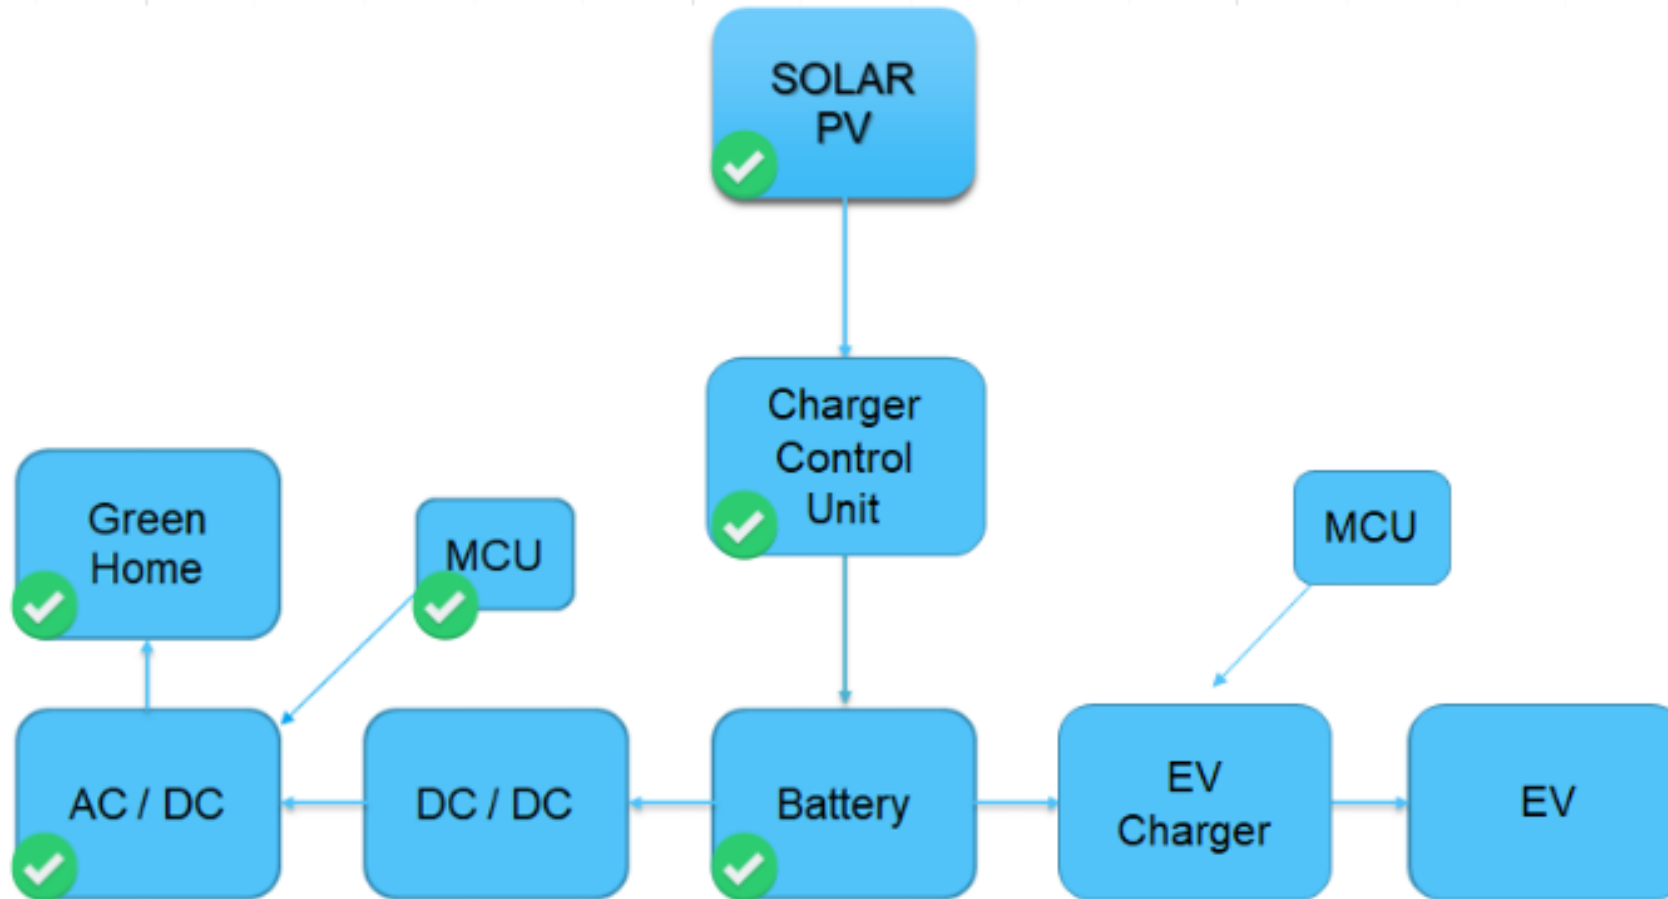 SOLAR
PV
Charger
Control
Unit
Green
Home
MCU
MCU
AC / DC
DC / DC
Battery
EV
Charger
EV